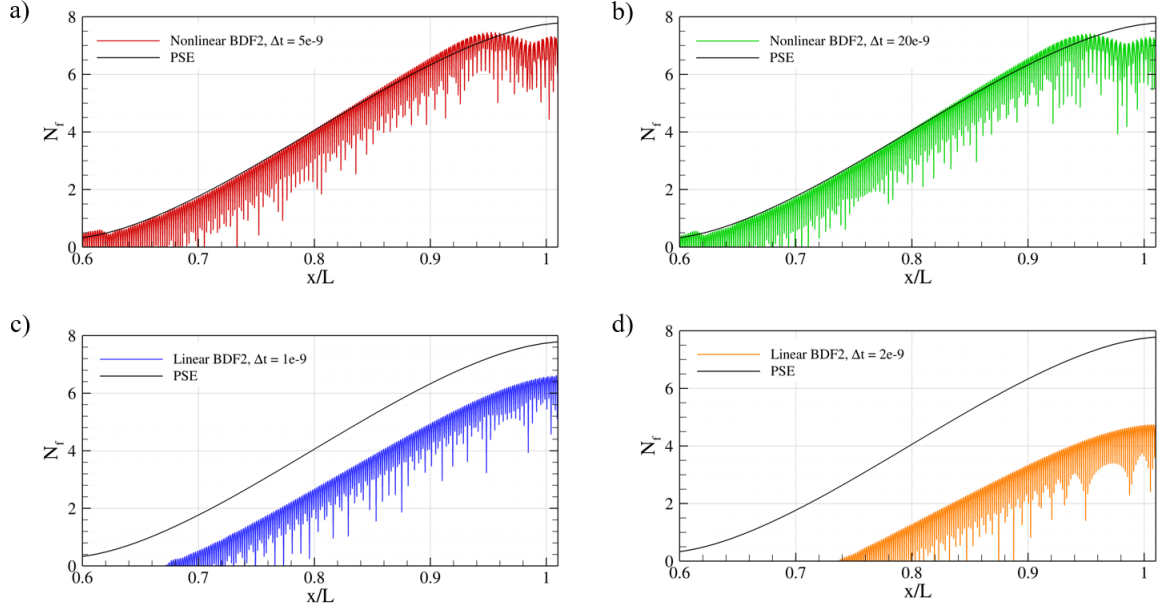 a)
8
6
4
2
0
N_f
Nonlinear BDF2, Δt = 5e-9
PSE
0.6 0.7 0.8 0.9 1
x/L
b)
8
6
4
2
0
N_f
Nonlinear BDF2, Δt = 20e-9
PSE
0.6 0.7 0.8 0.9 1
x/L
c)
8
6
4
2
0
N_f
Linear BDF2, Δt = 1e-9
PSE
0.6 0.7 0.8 0.9 1
x/L
d)
8
6
4
2
0
N_f
Linear BDF2, Δt = 2e-9
PSE
0.6 0.7 0.8 0.9 1
x/L